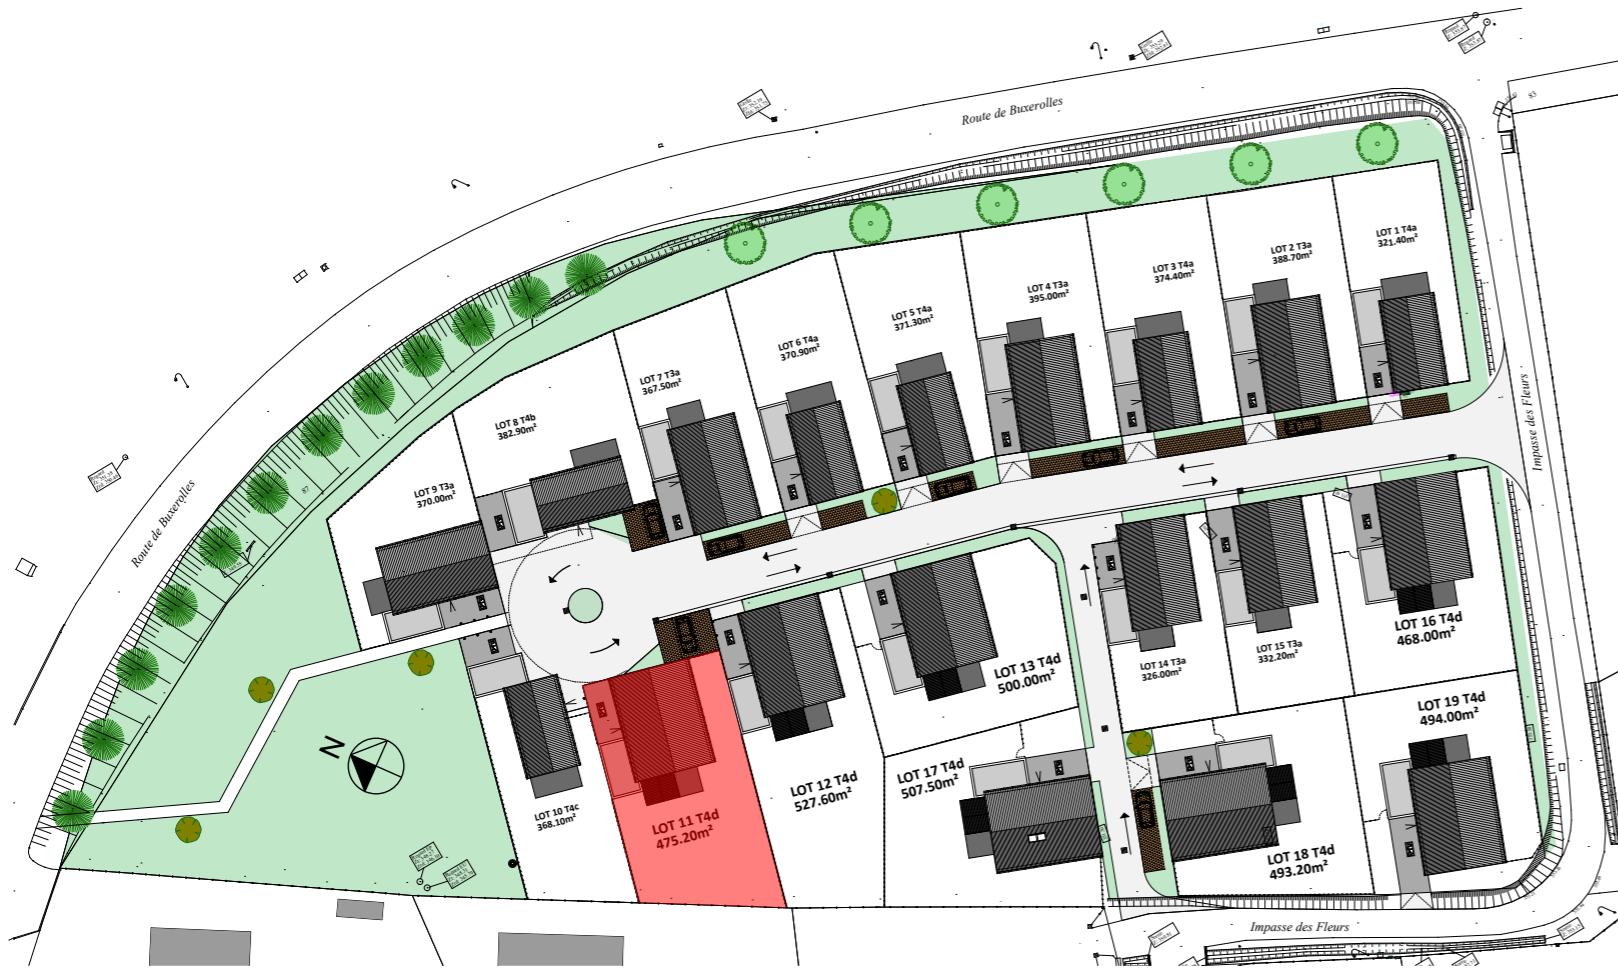 Route de Buxerolles
83
LOT 1 T4a
321.40m²
LOT 2 T3a
388.70m²
LOT 3 T4a
374.40m²
LOT 4 T3a
395.00m²
LOT 5 T4a
371.30m²
LOT 6 T4a
370.90m²
LOT 7 T3a
367.50m²
LOT 8 T4b
382.90m²
LOT 9 T3a
370.00m²
Route de Buxerolles
87
Impasse des Fleurs
LOT 16 T4d
468.00m²
LOT 15 T3a
332.20m²
LOT 14 T3a
326.00m²
LOT 13 T4d
500.00m²
LOT 19 T4d
494.00m²
N
LOT 17 T4d
507.50m²
LOT 12 T4d
527.60m²
LOT 10 T4c
368.10m²
LOT 11 T4d
475.20m²
LOT 18 T4d
493.20m²
Impasse des Fleurs